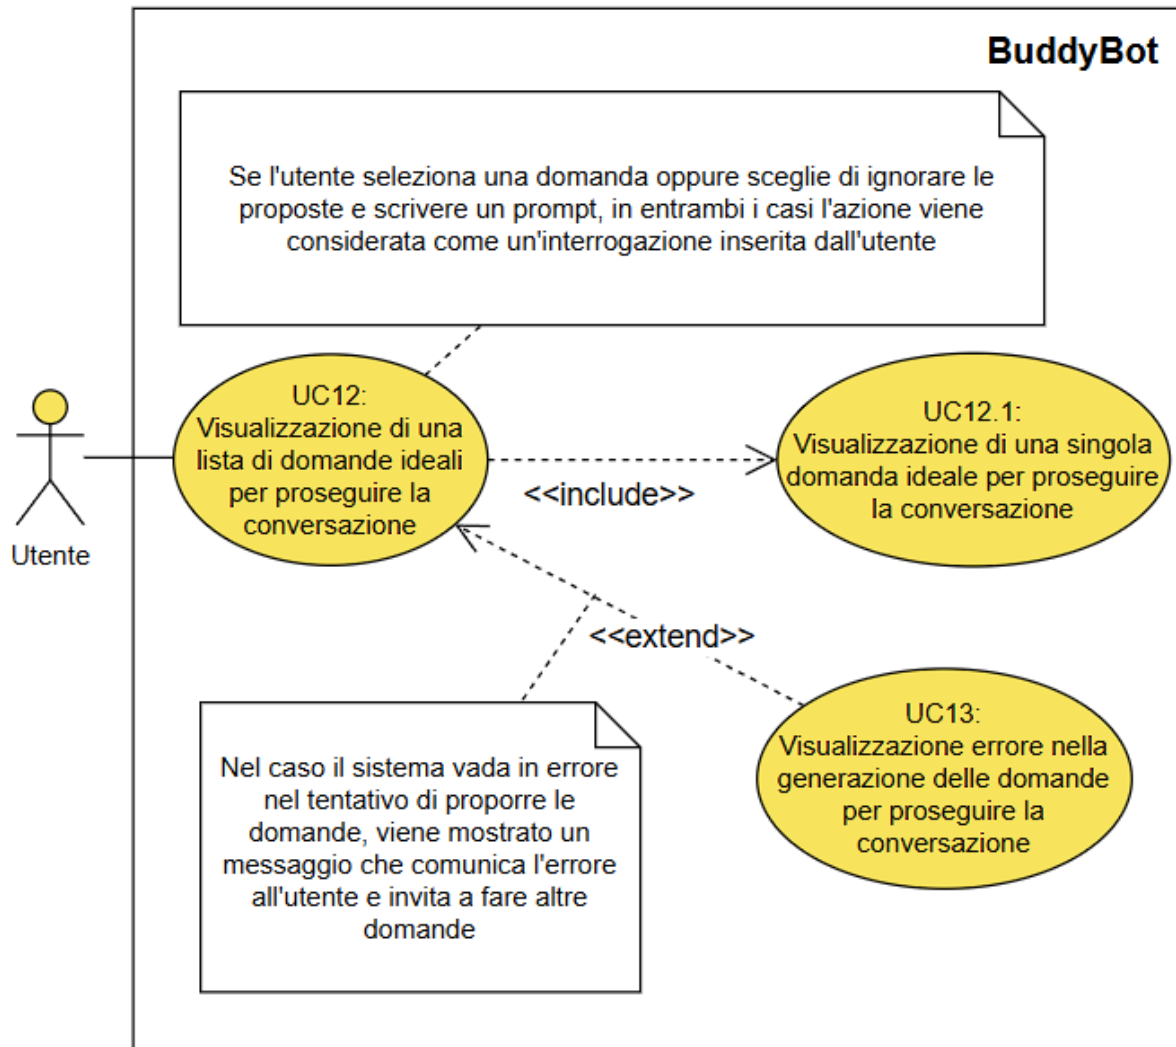 BuddyBot
Se l'utente seleziona una domanda oppure sceglie di ignorare le
proposte e scrivere un prompt, in entrambi i casi l'azione viene
considerata come un'interrogazione inserita dall'utente
UC12:
Visualizzazione di una
lista di domande ideali
per proseguire la
conversazione
<<include>>
UC12.1:
Visualizzazione di una singola
domanda ideale per proseguire
la conversazione
Utente
<<extend>>
UC13:
Visualizzazione errore nella
generazione delle domande
per proseguire la
conversazione
Nel caso il sistema vada in errore
nel tentativo di proporre le
domande, viene mostrato un
messaggio che comunica l'errore
all'utente e invita a fare altre
domande